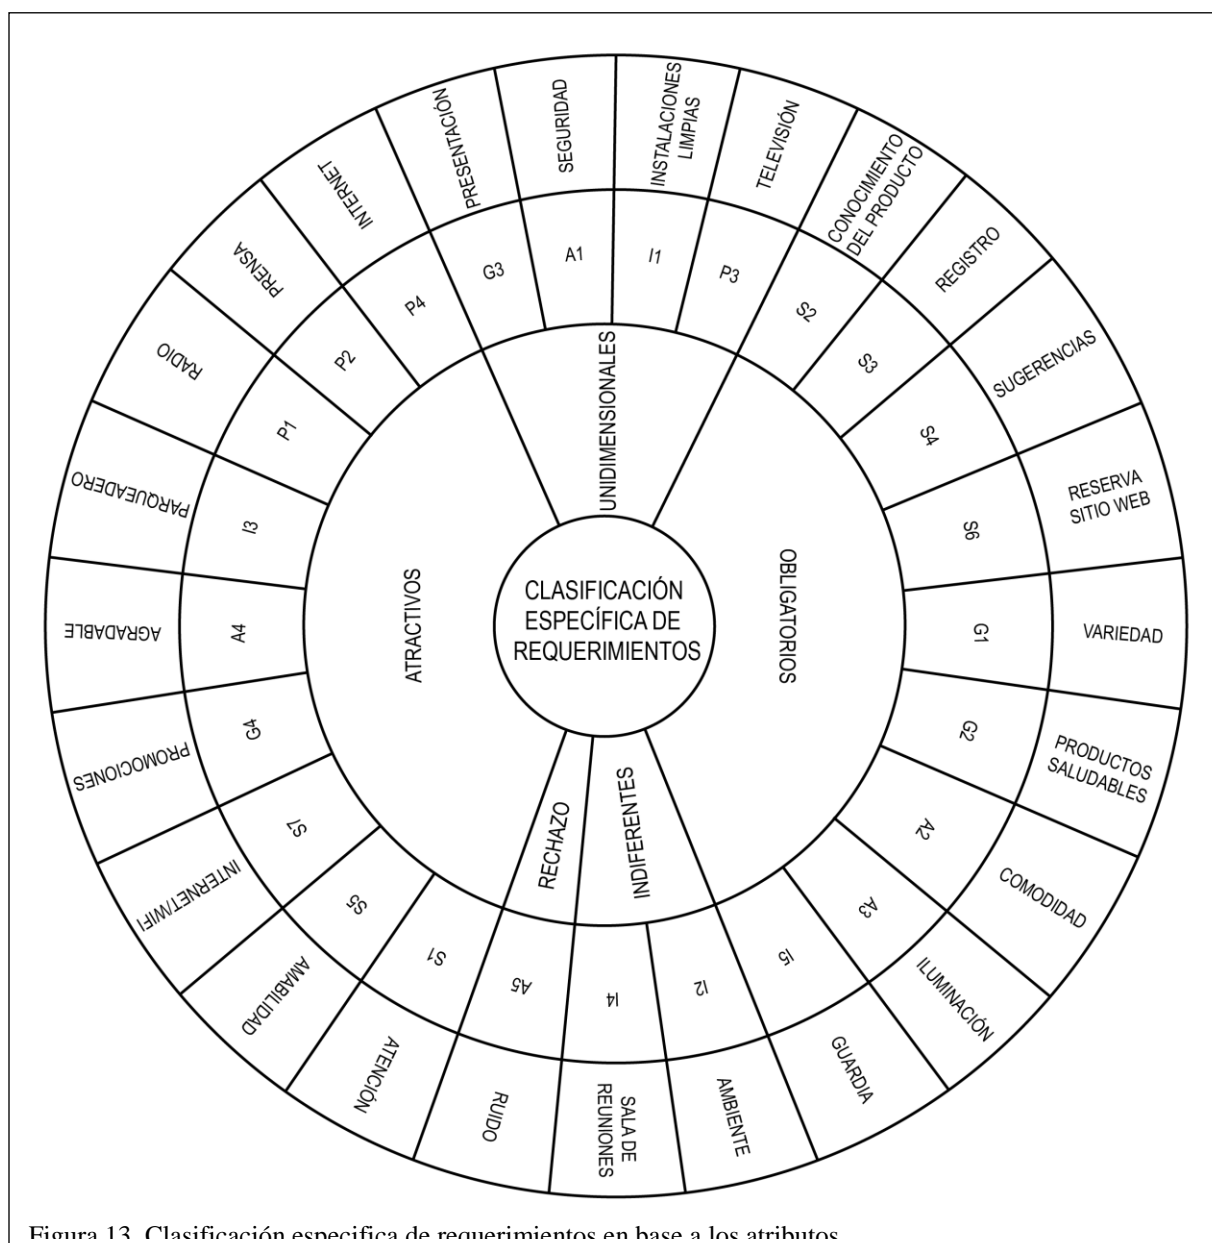 CLASIFICACIÓN
ESPECÍFICA DE
REQUERIMIENTOS
UNIDIMENSIONALES
OBLIGATORIOS
INDIFERENTES
RECHAZO
ATRACTIVOS
G3
A1
I1
P3
S2
S3
S4
S6
G1
G2
A2
A3
I5
I2
I4
A5
S1
S5
S7
G4
A4
I3
P1
P2
P4
PRESENTACIÓN
SEGURIDAD
INSTALACIONES
LIMPIAS
TELEVISIÓN
CONOCIMIENTO
DEL PRODUCTO
REGISTRO
SUGERENCIAS
RESERVA
SITIO WEB
VARIEDAD
PRODUCTOS
SALUDABLES
COMODIDAD
ILUMINACIÓN
GUARDIA
AMBIENTE
SALA DE
REUNIONES
RUIDO
ATENCIÓN
AMABILIDAD
INTERNET/WIFI
PROMOCIONES
AGRADABLE
PARQUEADERO
RADIO
PRENSA
INTERNET
Figura 13. Clasificación especifica de requerimientos en base a los atributos